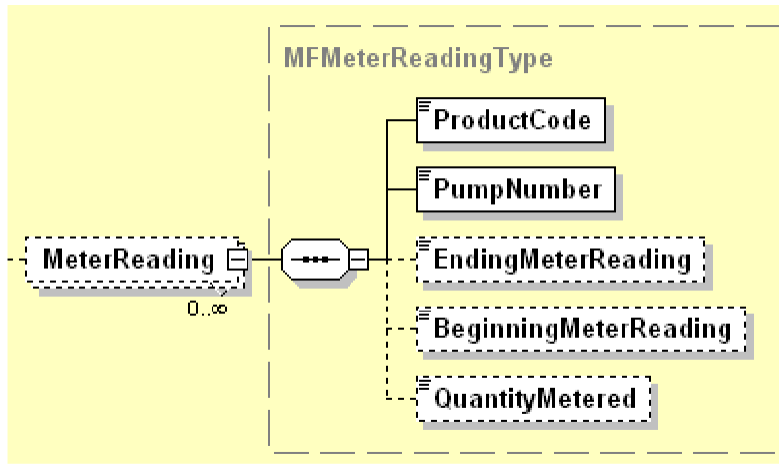 MFMeterReadingType
ProductCode
PumpNumber
MeterReading
EndingMeterReading
0..∞
BeginningMeterReading
QuantityMetered